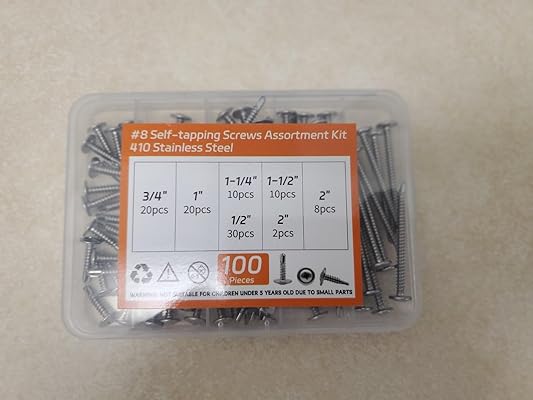 #8 Self-tapping Screws Assortment Kit
410 Stainless Steel
3/4"
20pcs
1"
20pcs
1-1/4"
10pcs
1/2"
30pcs
1-1/2"
10pcs
2"
2pcs
2"
8pcs
100
Pieces
WARNING: NOT SUITABLE FOR CHILDREN UNDER 3 YEARS OLD DUE TO SMALL PARTS